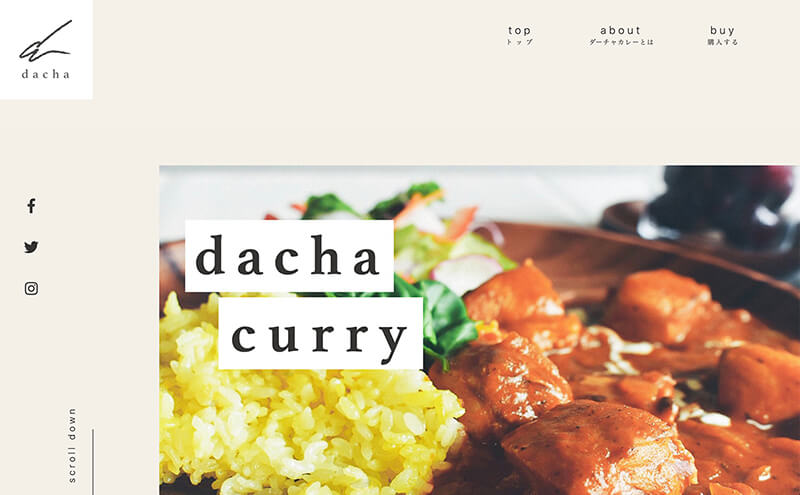 dacha
top
トップ
about
ダーチャカレーとは
buy
購入する
dacha
curry
scroll down